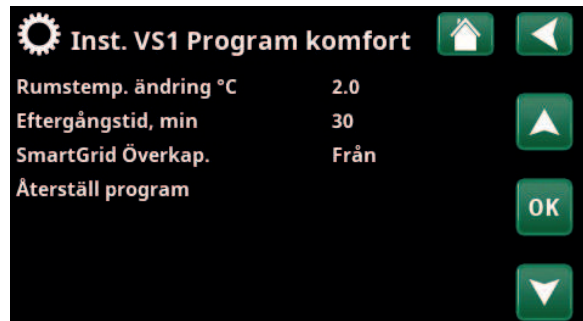 Inst. VS1 Program komfort
Rumstemp. ändring °C 2.0
Eftergångstid, min 30
SmartGrid Överkap. Från
Återställ program
OK